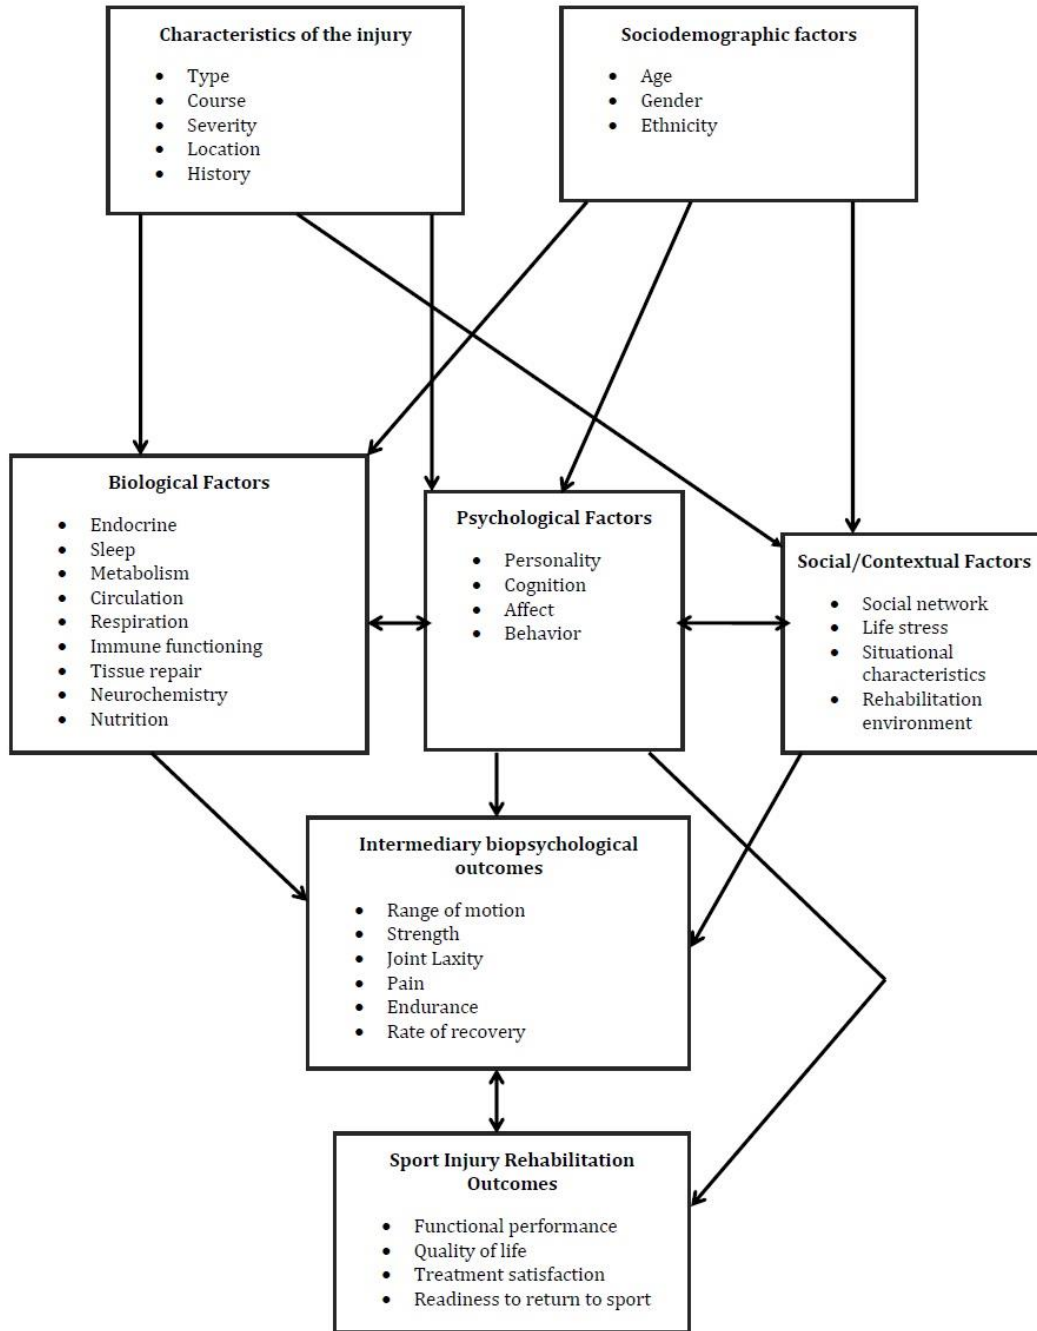 Characteristics of the injury
• Type
• Course
• Severity
• Location
• History
Sociodemographic factors
• Age
• Gender
• Ethnicity
Biological Factors
• Endocrine
• Sleep
• Metabolism
• Circulation
• Respiration
• Immune functioning
• Tissue repair
• Neurochemistry
• Nutrition
Psychological Factors
• Personality
• Cognition
• Affect
• Behavior
Social/Contextual Factors
• Social network
• Life stress
• Situational
characteristics
• Rehabilitation
environment
Intermediary biopsychological
outcomes
• Range of motion
• Strength
• Joint Laxity
• Pain
• Endurance
• Rate of recovery
Sport Injury Rehabilitation
Outcomes
• Functional performance
• Quality of life
• Treatment satisfaction
• Readiness to return to sport